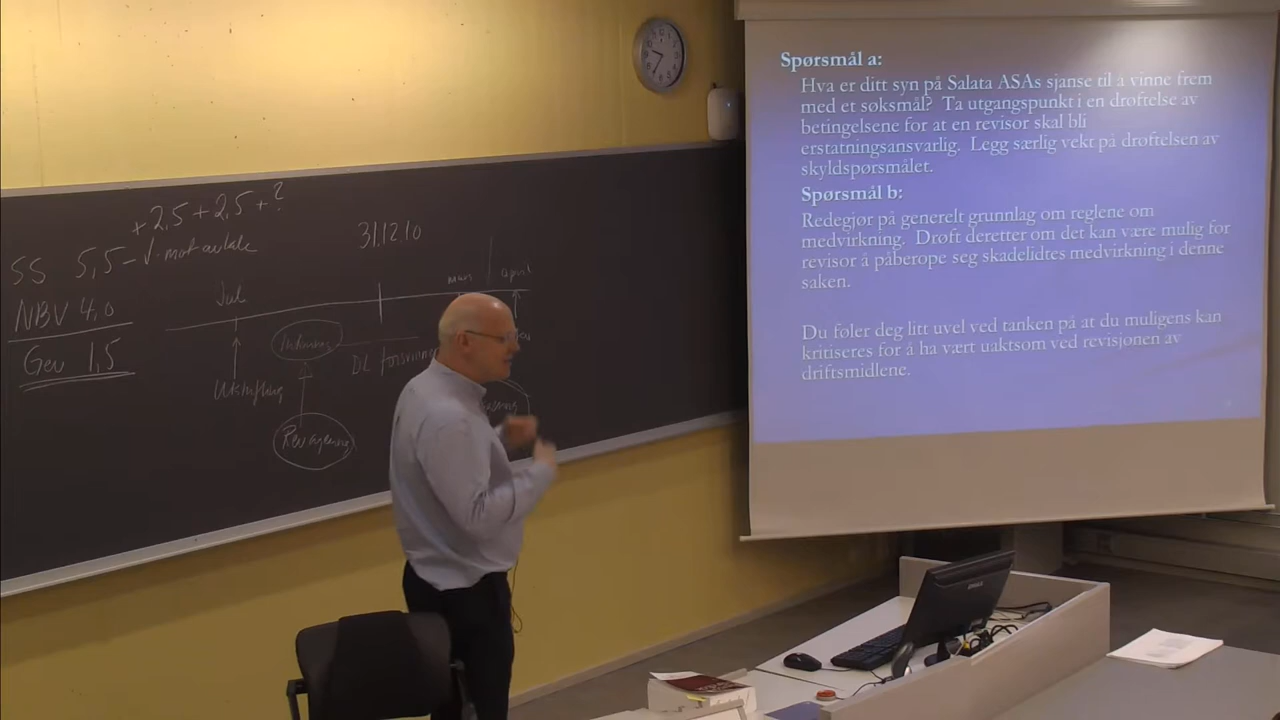 +2,5+2,5+?
SS 5,5 - mot avtale
NBV 4,0
Gev 1,5
31.12.10
Jul
mars
april
Utskiftning
DL forsvinn
Spørsmål a:
Hva er ditt syn på Salata ASAs sjanse til a vinne frem
med et søksmål? Ta utgangspunkt i en drøftelse av
betingelsene for at en revisor skal bli
erstatningsansvarlig. Legg særlig vekt på drøftelsen av
skyldspørsmålet.
Spørsmål b:
Redegjør på generelt grunnlag om reglene om
medvirkning. Drøft deretter om det kan være mulig for
revisor å påberope seg skadelidtes medvirkning i denne
saken.
Du føler deg litt uvel ved tanken på at du muligens kan
kritiseres for å ha vært uaktsom ved revisjonen av
driftsmidlene.